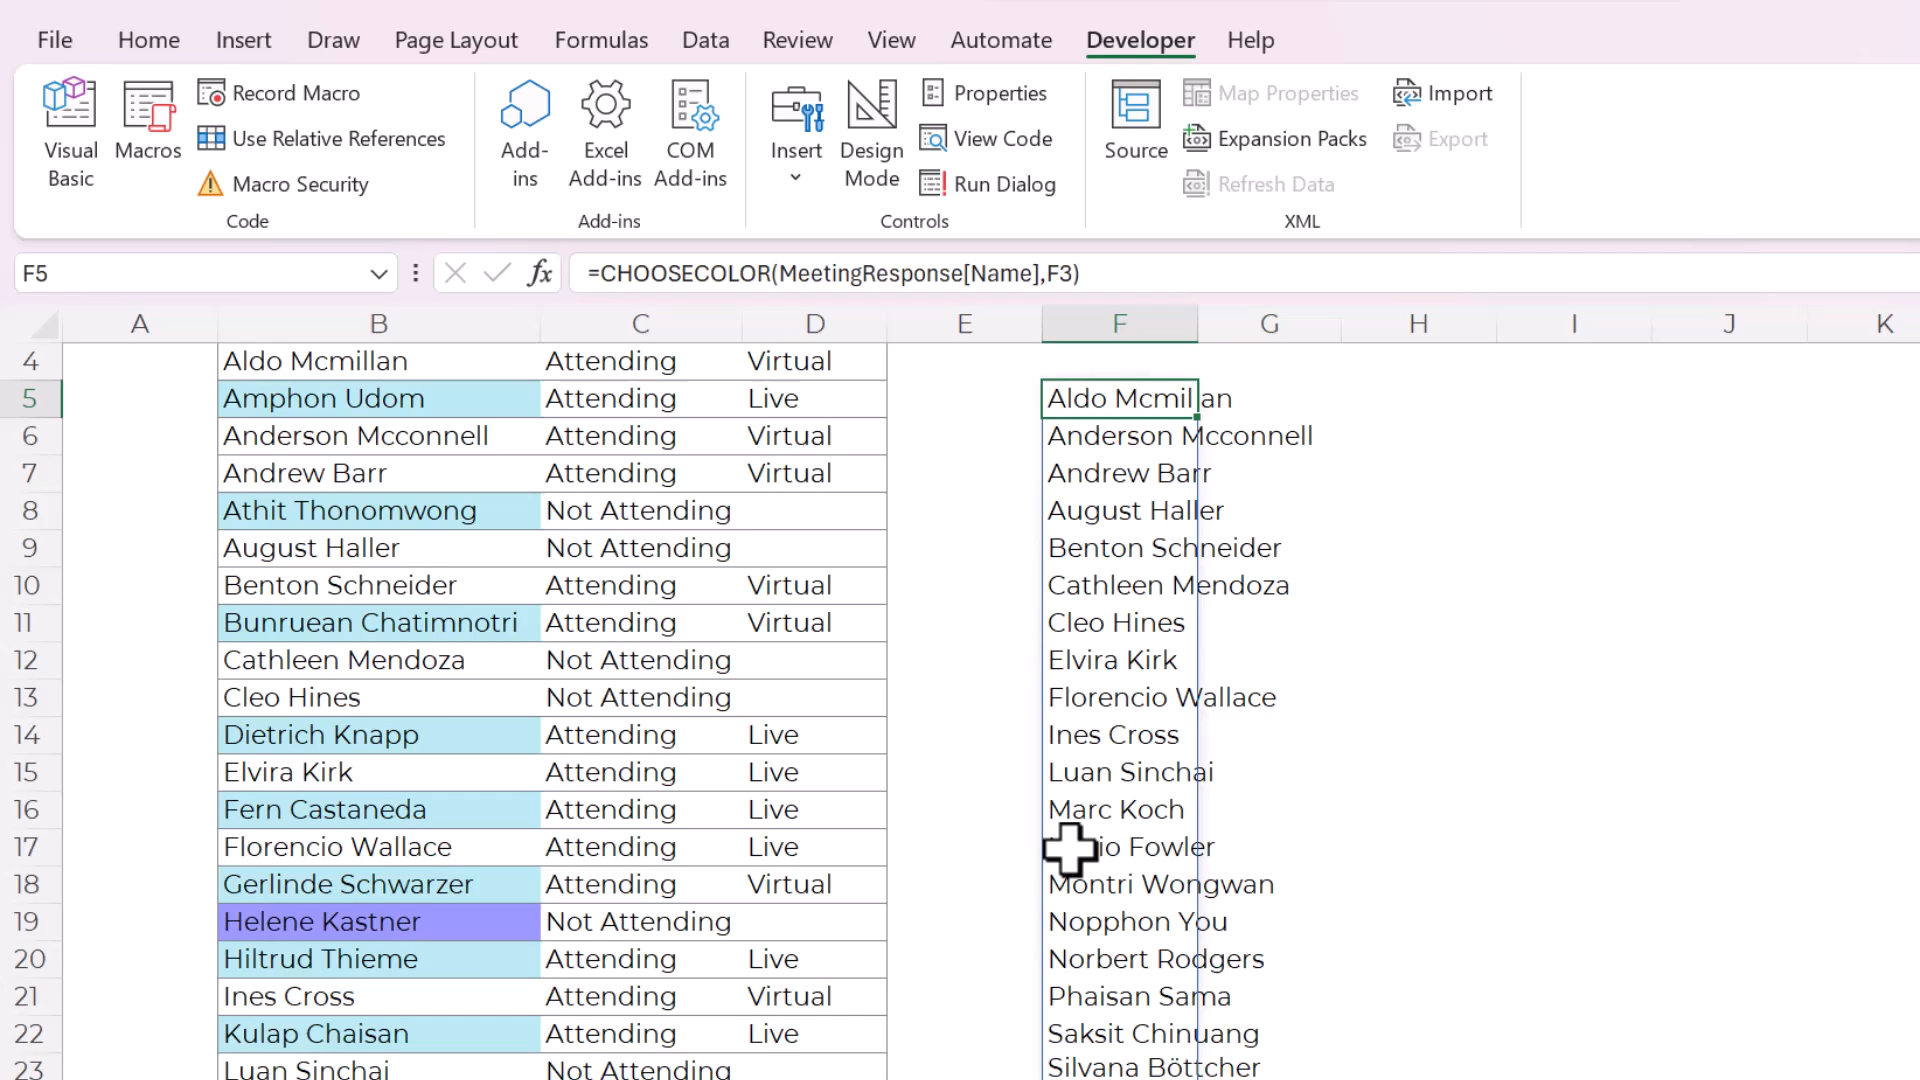 File Home Insert Draw Page Layout Formulas Data Review View Automate Developer Help
Visual Basic
Macros
Record Macro
Use Relative References
Macro Security
Code
Add-ins
Excel Add-ins
COM Add-ins
Add-ins
Insert
Design Mode
Properties
View Code
Run Dialog
Controls
Source
Map Properties
Expansion Packs
Refresh Data
Import
Export
XML
F5 fx =CHOOSECOLOR(MeetingResponse[Name],F3)
A B C D E F G H I J K
4 Aldo Mcmillan Attending Virtual
5 Amphon Udom Attending Live Aldo Mcmillan
6 Anderson Mcconnell Attending Virtual Anderson Mcconnell
7 Andrew Barr Attending Virtual Andrew Barr
8 Athit Thonomwong Not Attending August Haller
9 August Haller Not Attending Benton Schneider
10 Benton Schneider Attending Virtual Cathleen Mendoza
11 Bunruean Chatimnotri Attending Virtual Cleo Hines
12 Cathleen Mendoza Not Attending Elvira Kirk
13 Cleo Hines Not Attending Florencio Wallace
14 Dietrich Knapp Attending Live Ines Cross
15 Elvira Kirk Attending Live Luan Sinchai
16 Fern Castaneda Attending Live Marc Koch
17 Florencio Wallace Attending Live Fowler
18 Gerlinde Schwarzer Attending Virtual Montri Wongwan
19 Helene Kastner Not Attending Nopphon You
20 Hiltrud Thieme Attending Live Norbert Rodgers
21 Ines Cross Attending Virtual Phaisan Sama
22 Kulap Chaisan Attending Live Saksit Chinuang
23 Luan Sinchai Not Attending Silvana Böttcher